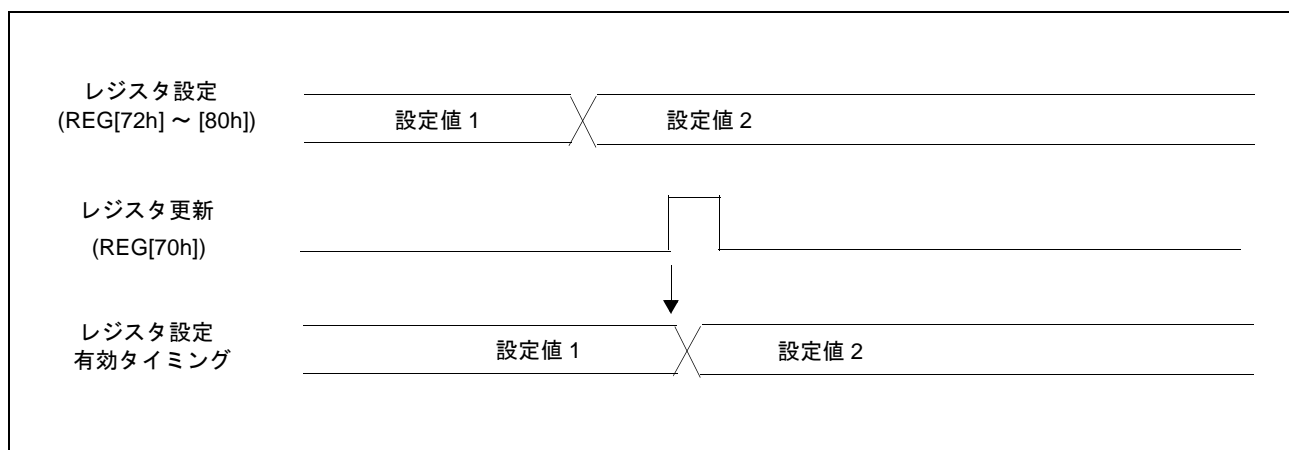 レジスタ設定
(REG[72h] ～ [80h])
設定値 1
設定値 2
レジスタ更新
(REG[70h])
レジスタ設定
有効タイミング
設定値 1
設定値 2